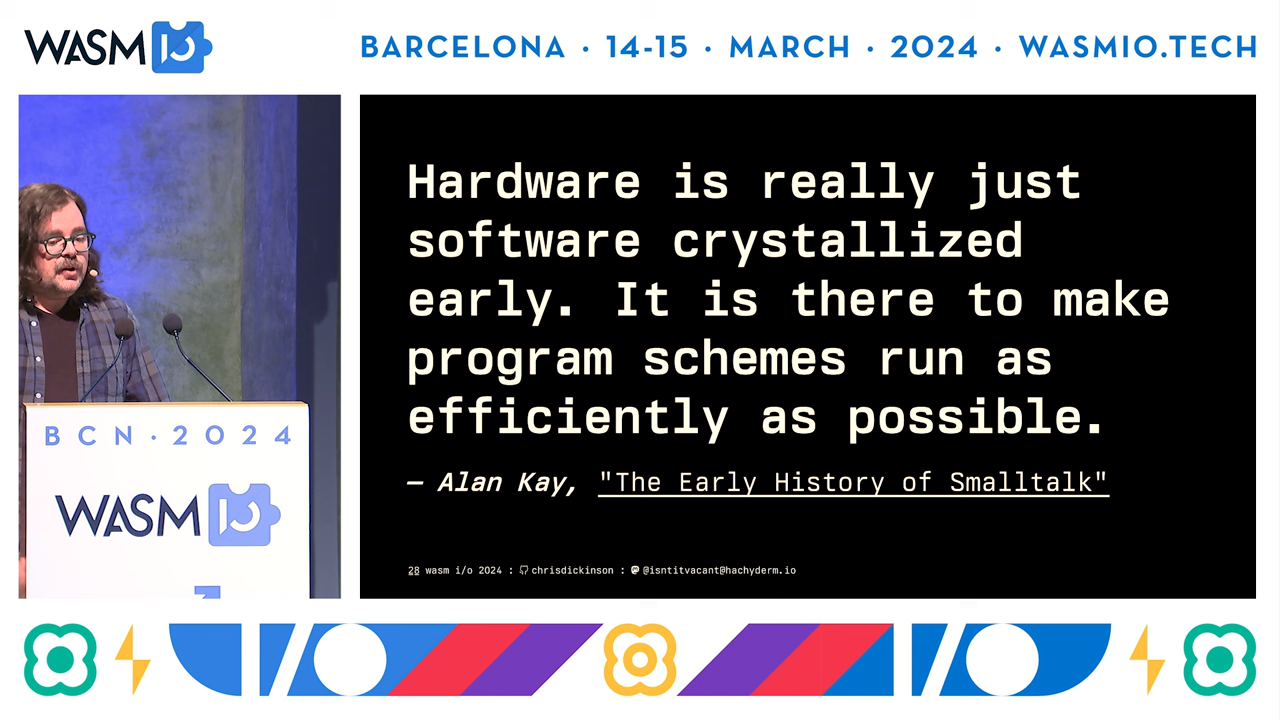 WASM IO
BARCELONA · 14-15 · MARCH · 2024 · WASMIO.TECH
Hardware is really just
software crystallized
early. It is there to make
program schemes run as
efficiently as possible.
— Alan Kay, "The Early History of Smalltalk"
28 wasm i/o 2024 : chrisdickinson : @isntitvacant@hachyderm.io
BCN·2024
WASM IO
I/O
I/O